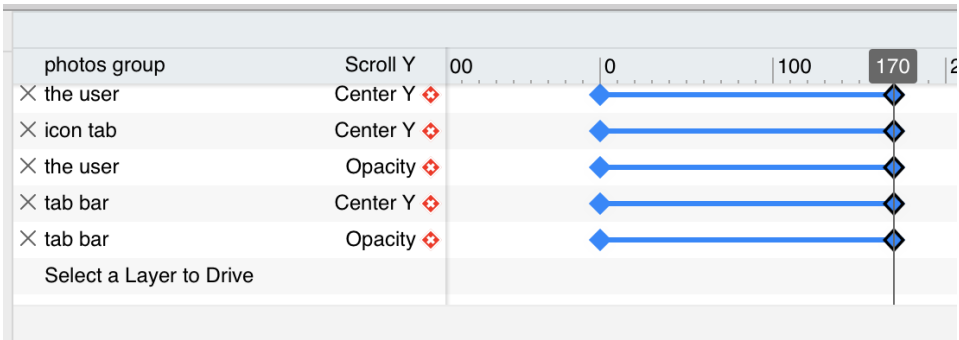 photos group Scroll Y 00 0 100 170 2
the user Center Y
icon tab Center Y
the user Opacity
tab bar Center Y
tab bar Opacity
Select a Layer to Drive